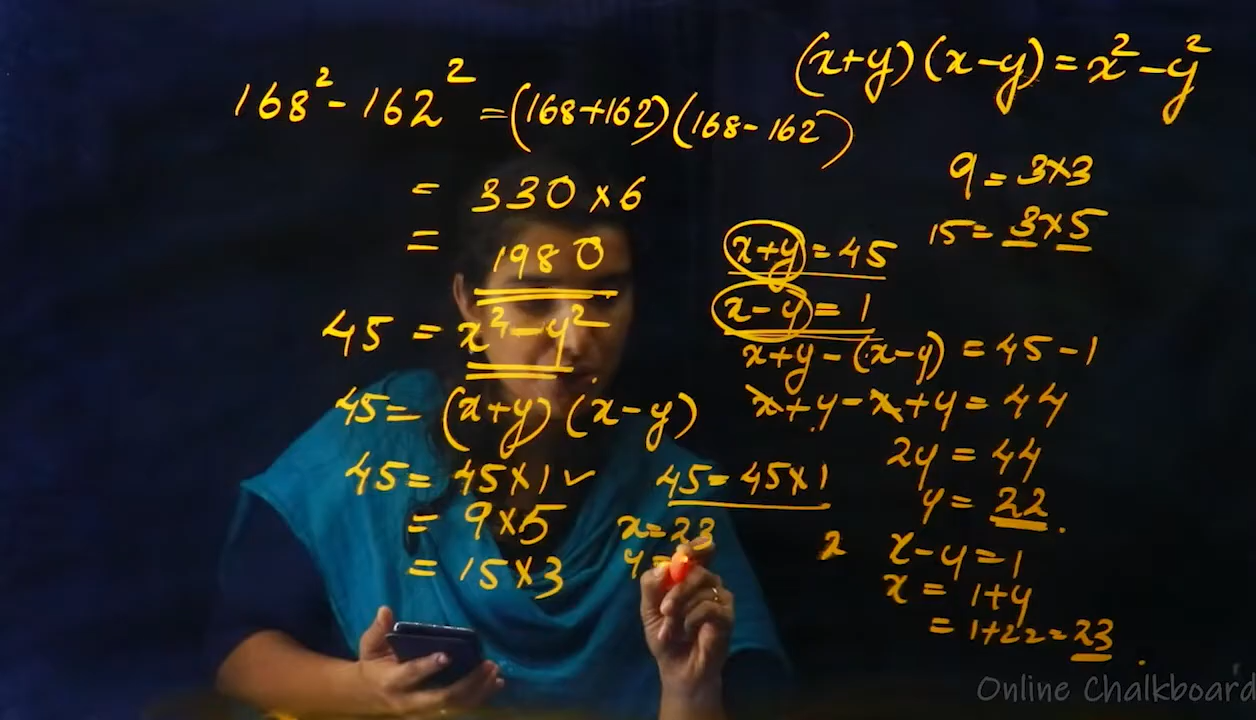 (x+y)(x-y)=x²-y²
168²-162²=(168+162)(168-162)
= 330×6
= 1980
9=3×3
15=3×5
45=x²-y²
45=(x+y)(x-y)
45=45×1✓
=9×5
=15×3
x+y=45
x-y=1
x+y-(x-y)=45-1
x+y-x+y=44
2y=44
y=22.
x-y=1
x=1+y
=1+22=23
45=45×1
x=23
y=
Online Chalkboard